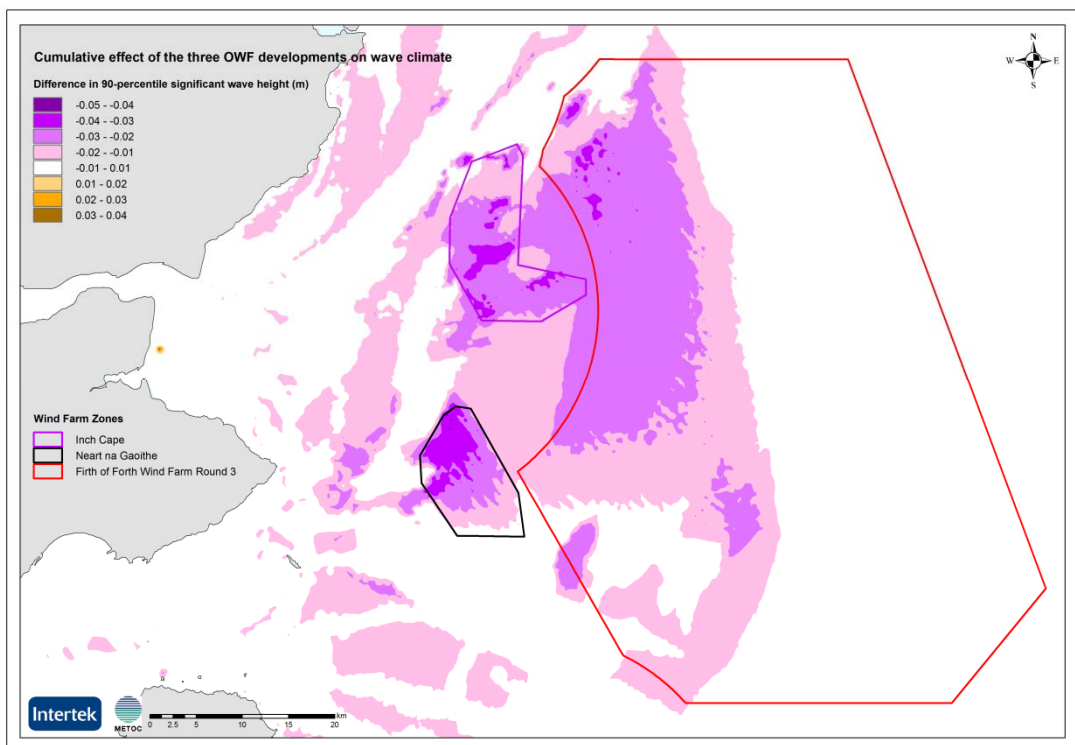 Cumulative effect of the three OWF developments on wave climate
Difference in 90-percentile significant wave height (m)
-0.05 - -0.04
-0.04 - -0.03
-0.03 - -0.02
-0.02 - -0.01
-0.01 - 0.01
0.01 - 0.02
0.02 - 0.03
0.03 - 0.04
N
W E
S
Wind Farm Zones
Inch Cape
Neart na Gaoithe
Firth of Forth Wind Farm Round 3
Intertek
METOC
km
0 2.5 5 10 15 20